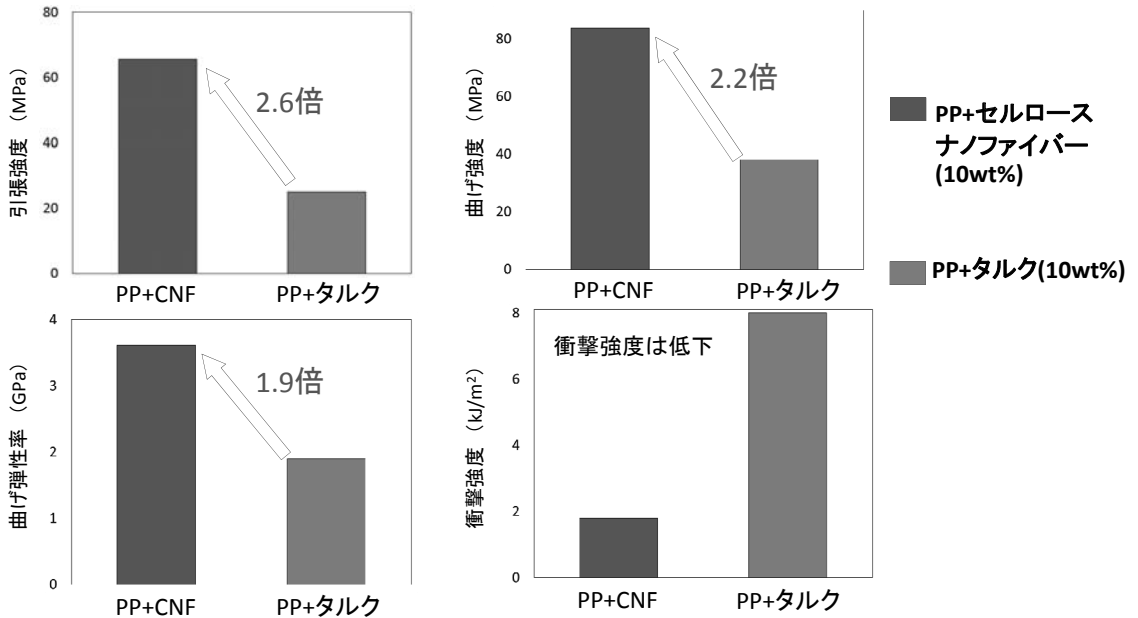 引張強度 (MPa)
80
60
40
20
0
2.6倍
PP+CNF
PP+タルク
曲げ強度 (MPa)
80
60
40
20
0
2.2倍
PP+CNF
PP+タルク
PP+セルロース
ナノファイバー
(10wt%)
PP+タルク(10wt%)
曲げ弾性率 (GPa)
4
3
2
1
0
1.9倍
PP+CNF
PP+タルク
衝撃強度 (kJ/m²)
8
6
4
2
0
衝撃強度は低下
PP+CNF
PP+タルク